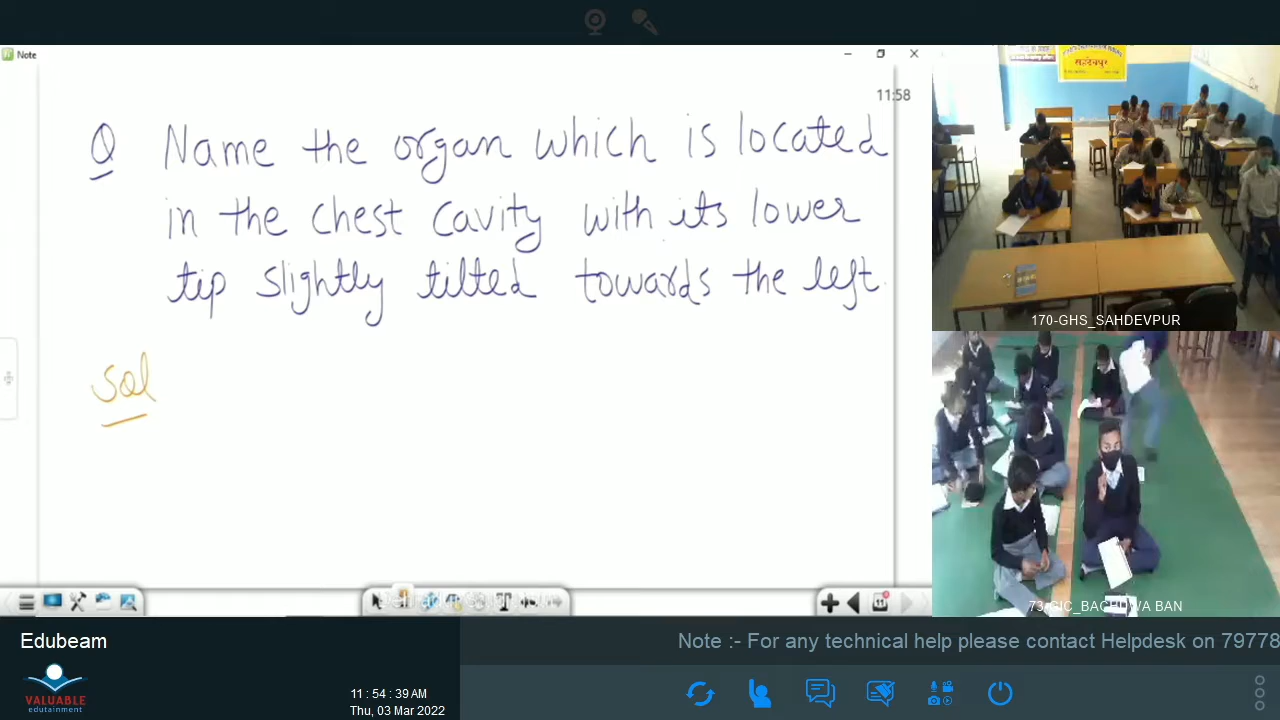 Note
11:58
Q Name the organ which is located
in the chest cavity with its lower
tip slightly tilted towards the left.
Sol
सहदेवपुर
170-GHS_SAHDEVPUR
BAN
Edubeam
Note :- For any technical help please contact Helpdesk on 79778
VALUABLE
edutainment
11 : 54 : 39 AM
Thu, 03 Mar 2022